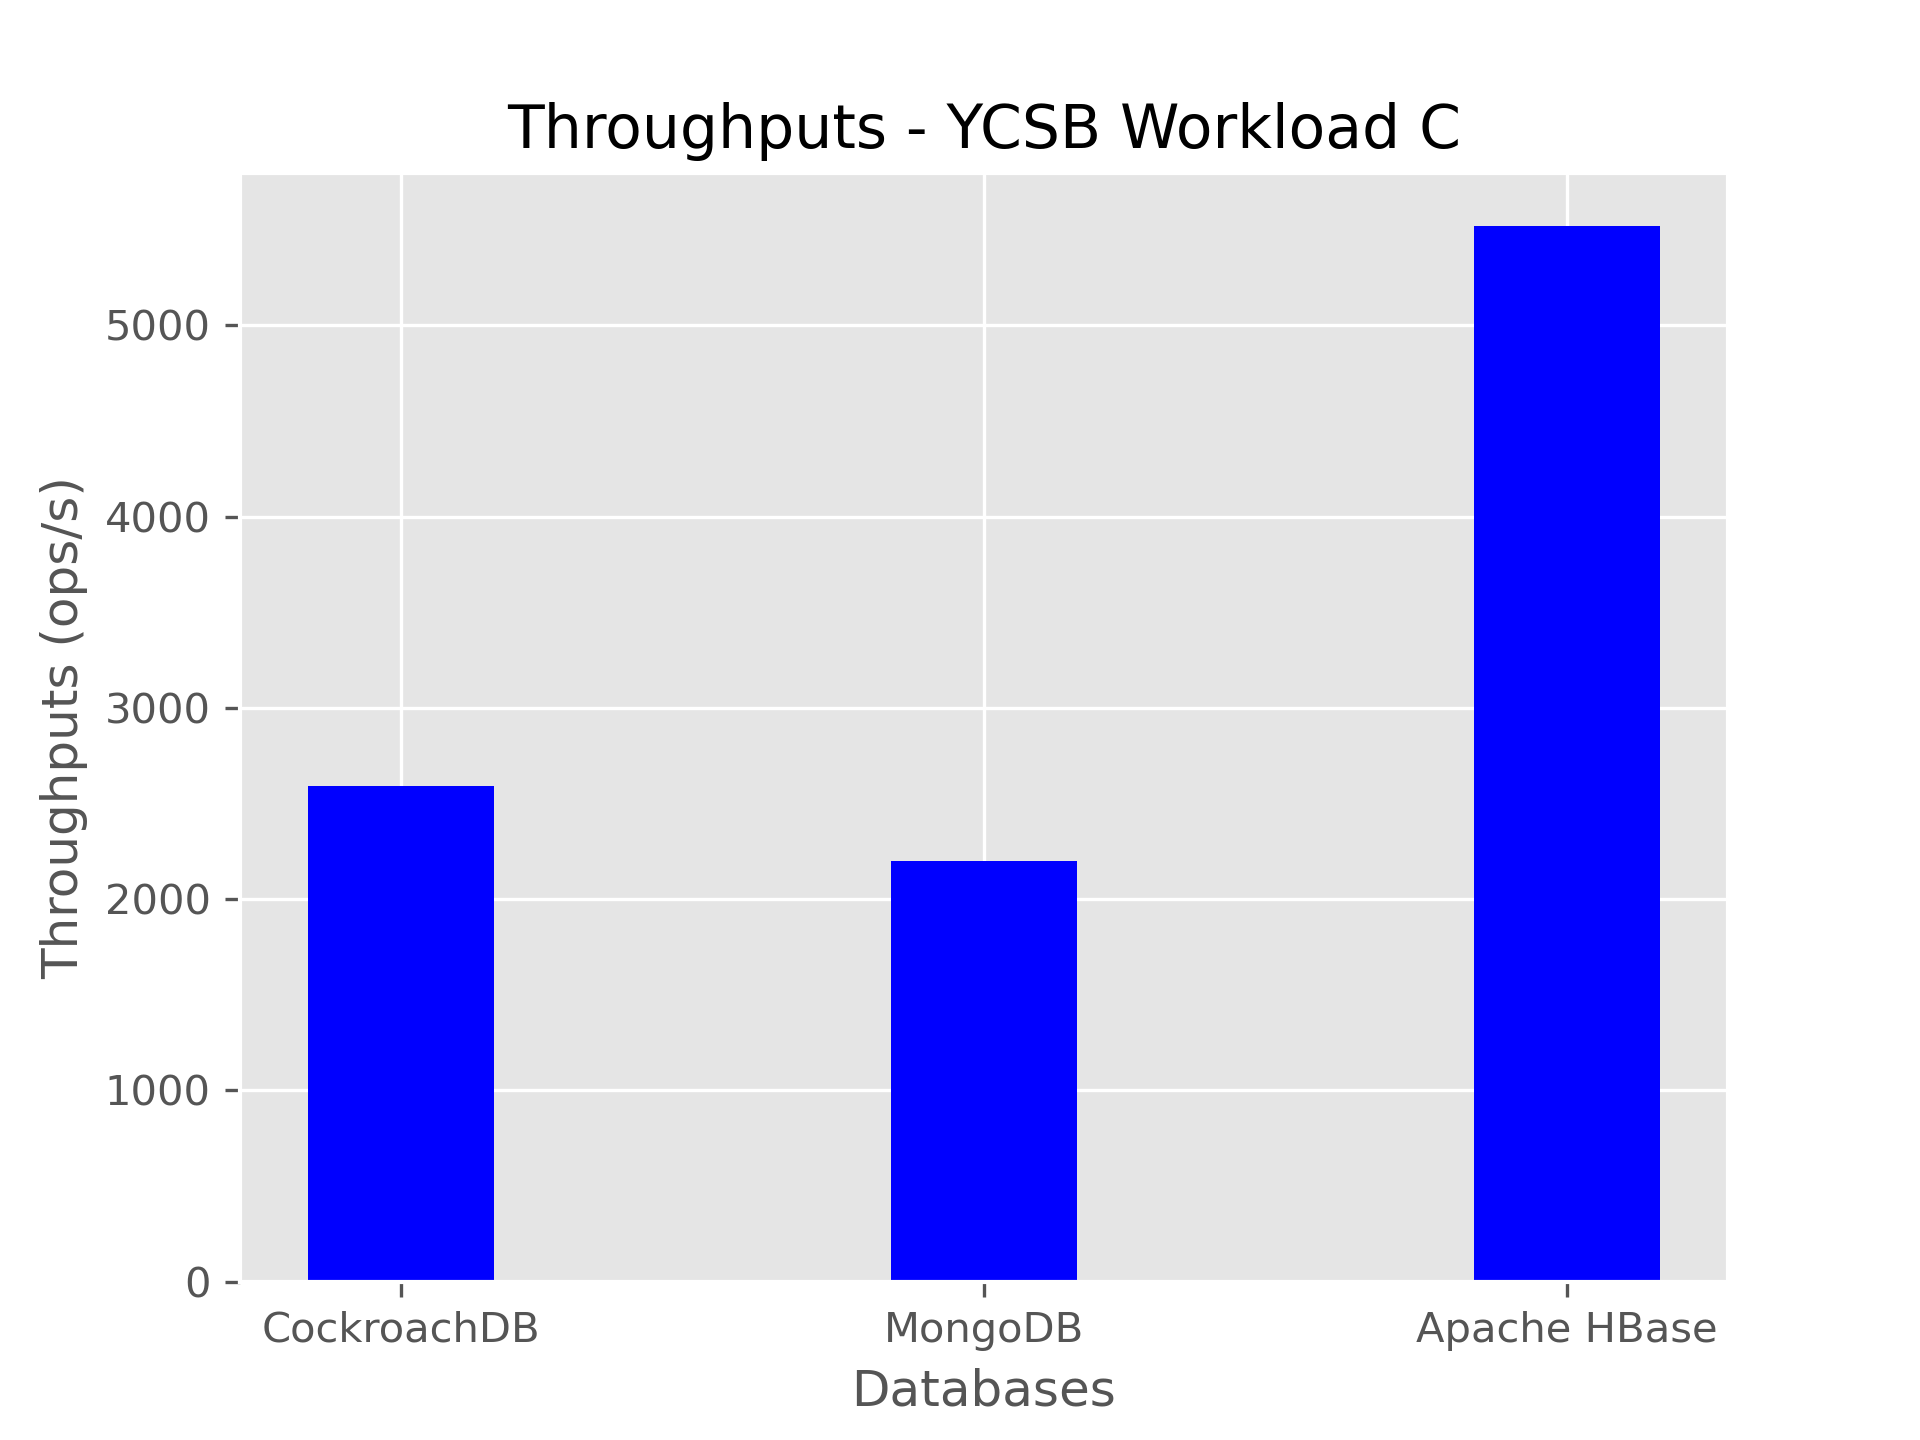 Throughputs - YCSB Workload C
Throughputs (ops/s)
5000
4000
3000
2000
1000
0
CockroachDB MongoDB Apache HBase
Databases